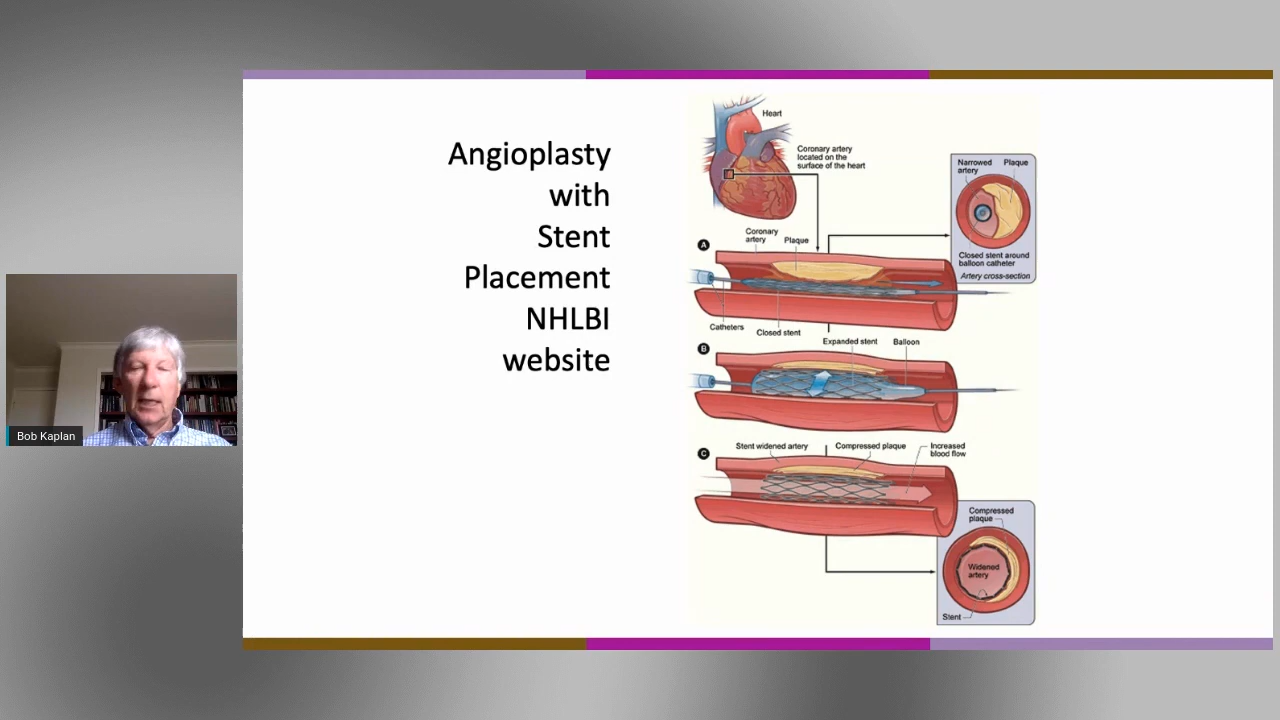 Angioplasty
with
Stent
Placement
NHLBI
website
Heart
Coronary artery
located on the
surface of the heart
Narrowed
artery
Plaque
Closed stent around
balloon catheter
Artery cross-section
A
Coronary
artery
Plaque
Catheters
Closed stent
B
Expanded stent
Balloon
C
Stent widened artery
Compressed plaque
Increased
blood flow
Compressed
plaque
Widened
artery
Stent
Bob Kaplan